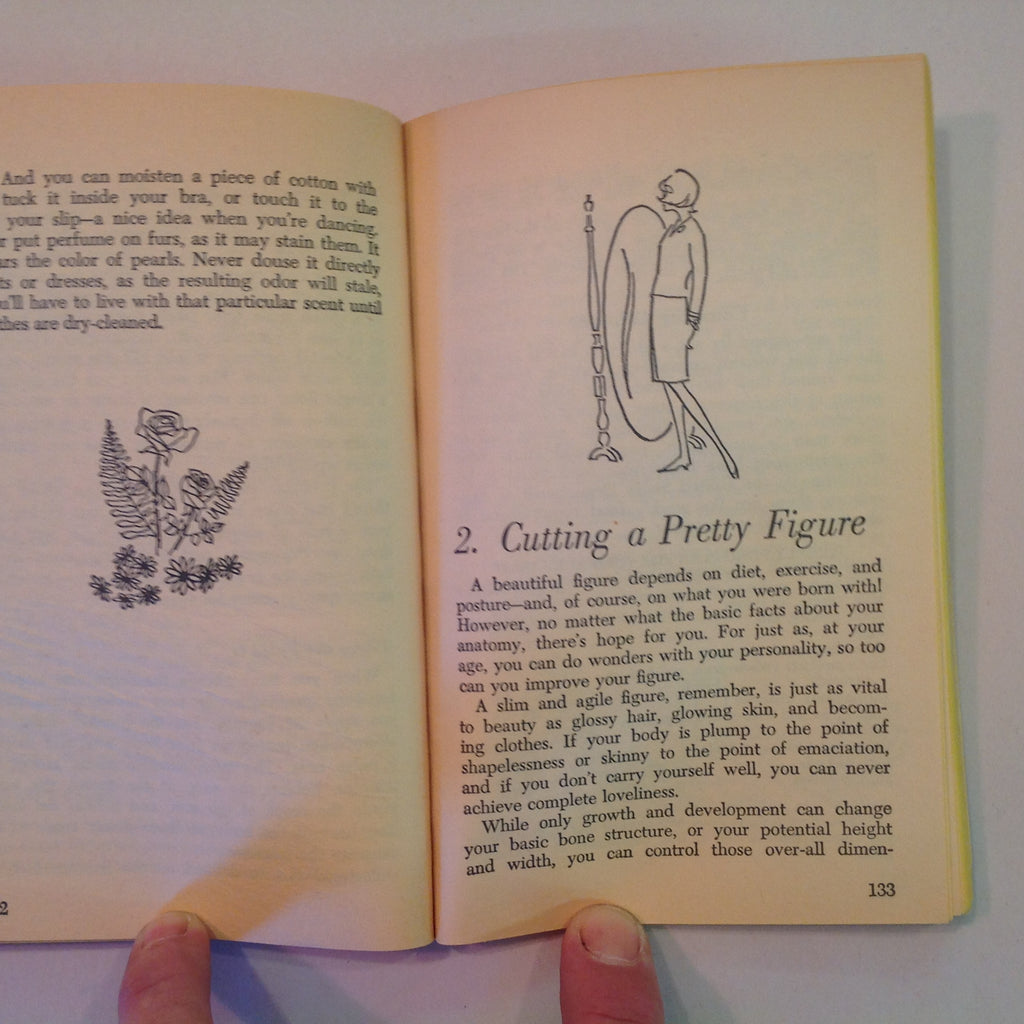 And you can moisten a piece of cotton with
tuck it inside your bra, or touch it to the
your slip—a nice idea when you're dancing.
put perfume on furs, as it may stain them. It
the color of pearls. Never douse it directly
or dresses, as the resulting odor will stale,
have to live with that particular scent until
are dry-cleaned.
2
2. Cutting a Pretty Figure
A beautiful figure depends on diet, exercise, and
posture—and, of course, on what you were born with!
However, no matter what the basic facts about your
anatomy, there's hope for you. For just as, at your
age, you can do wonders with your personality, so too
can you improve your figure.
A slim and agile figure, remember, is just as vital
to beauty as glossy hair, glowing skin, and becom-
ing clothes. If your body is plump to the point of
shapelessness or skinny to the point of emaciation,
and if you don't carry yourself well, you can never
achieve complete loveliness.
While only growth and development can change
your basic bone structure, or your potential height
and width, you can control those over-all dimen-
133